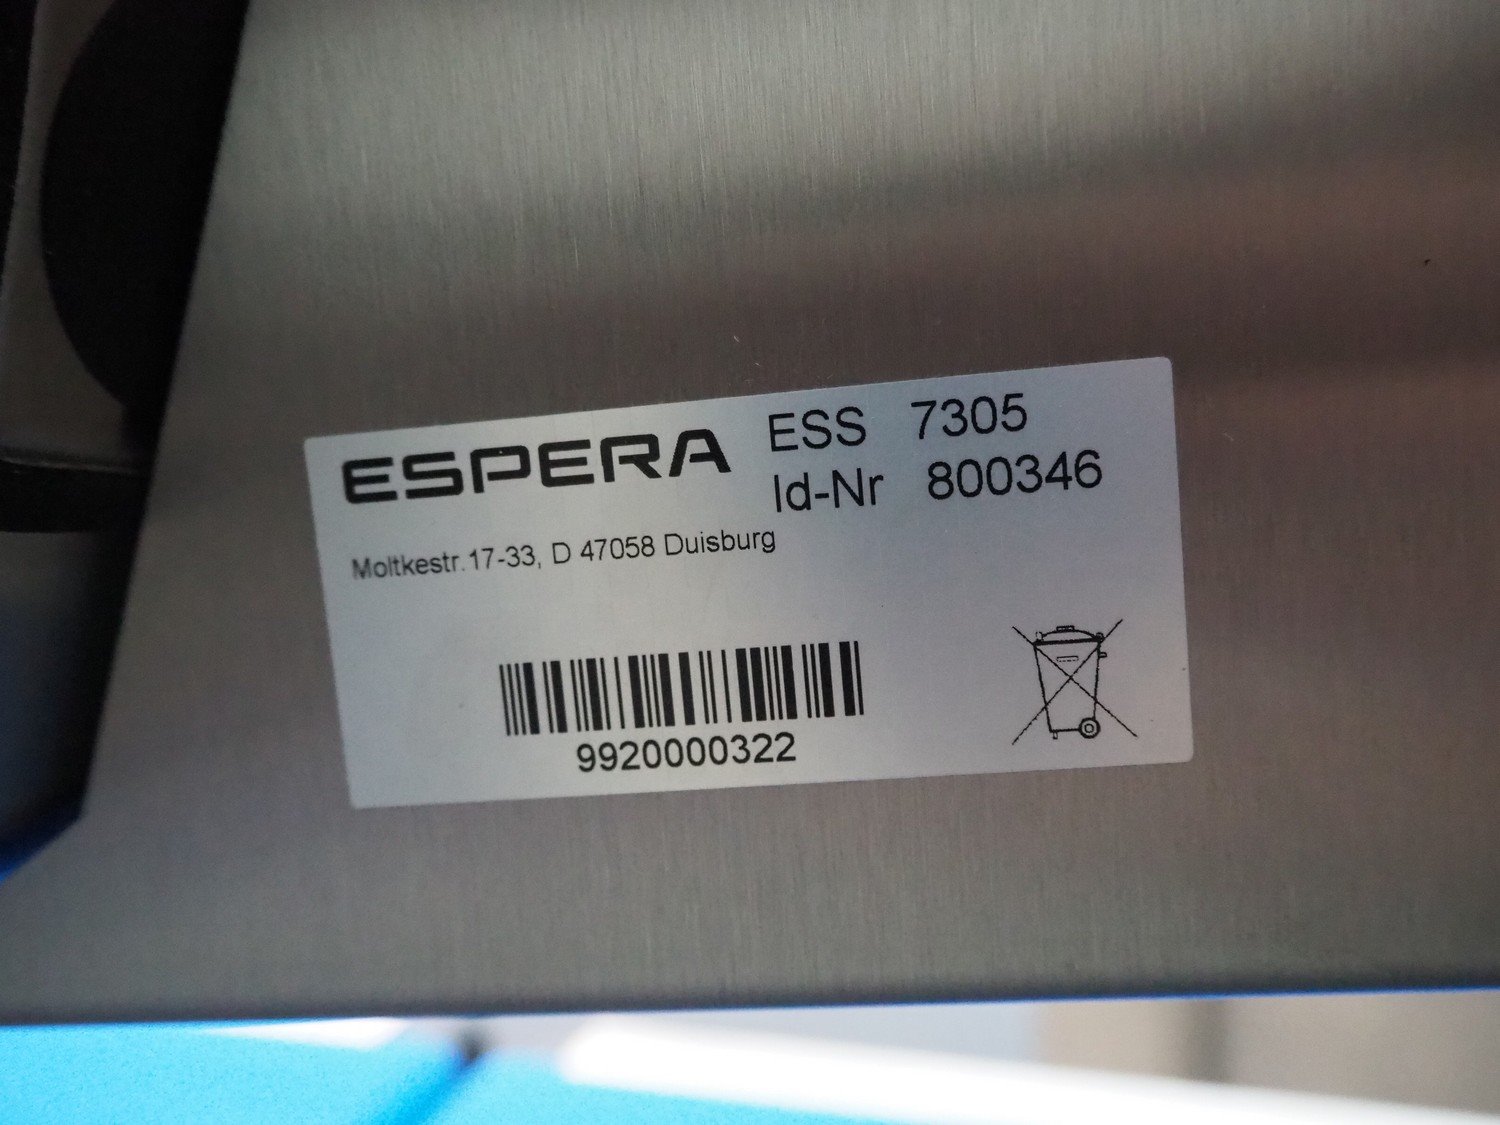 ESPERA
ESS 7305
Id-Nr 800346
Moltkestr.17-33, D 47058 Duisburg
9920000322